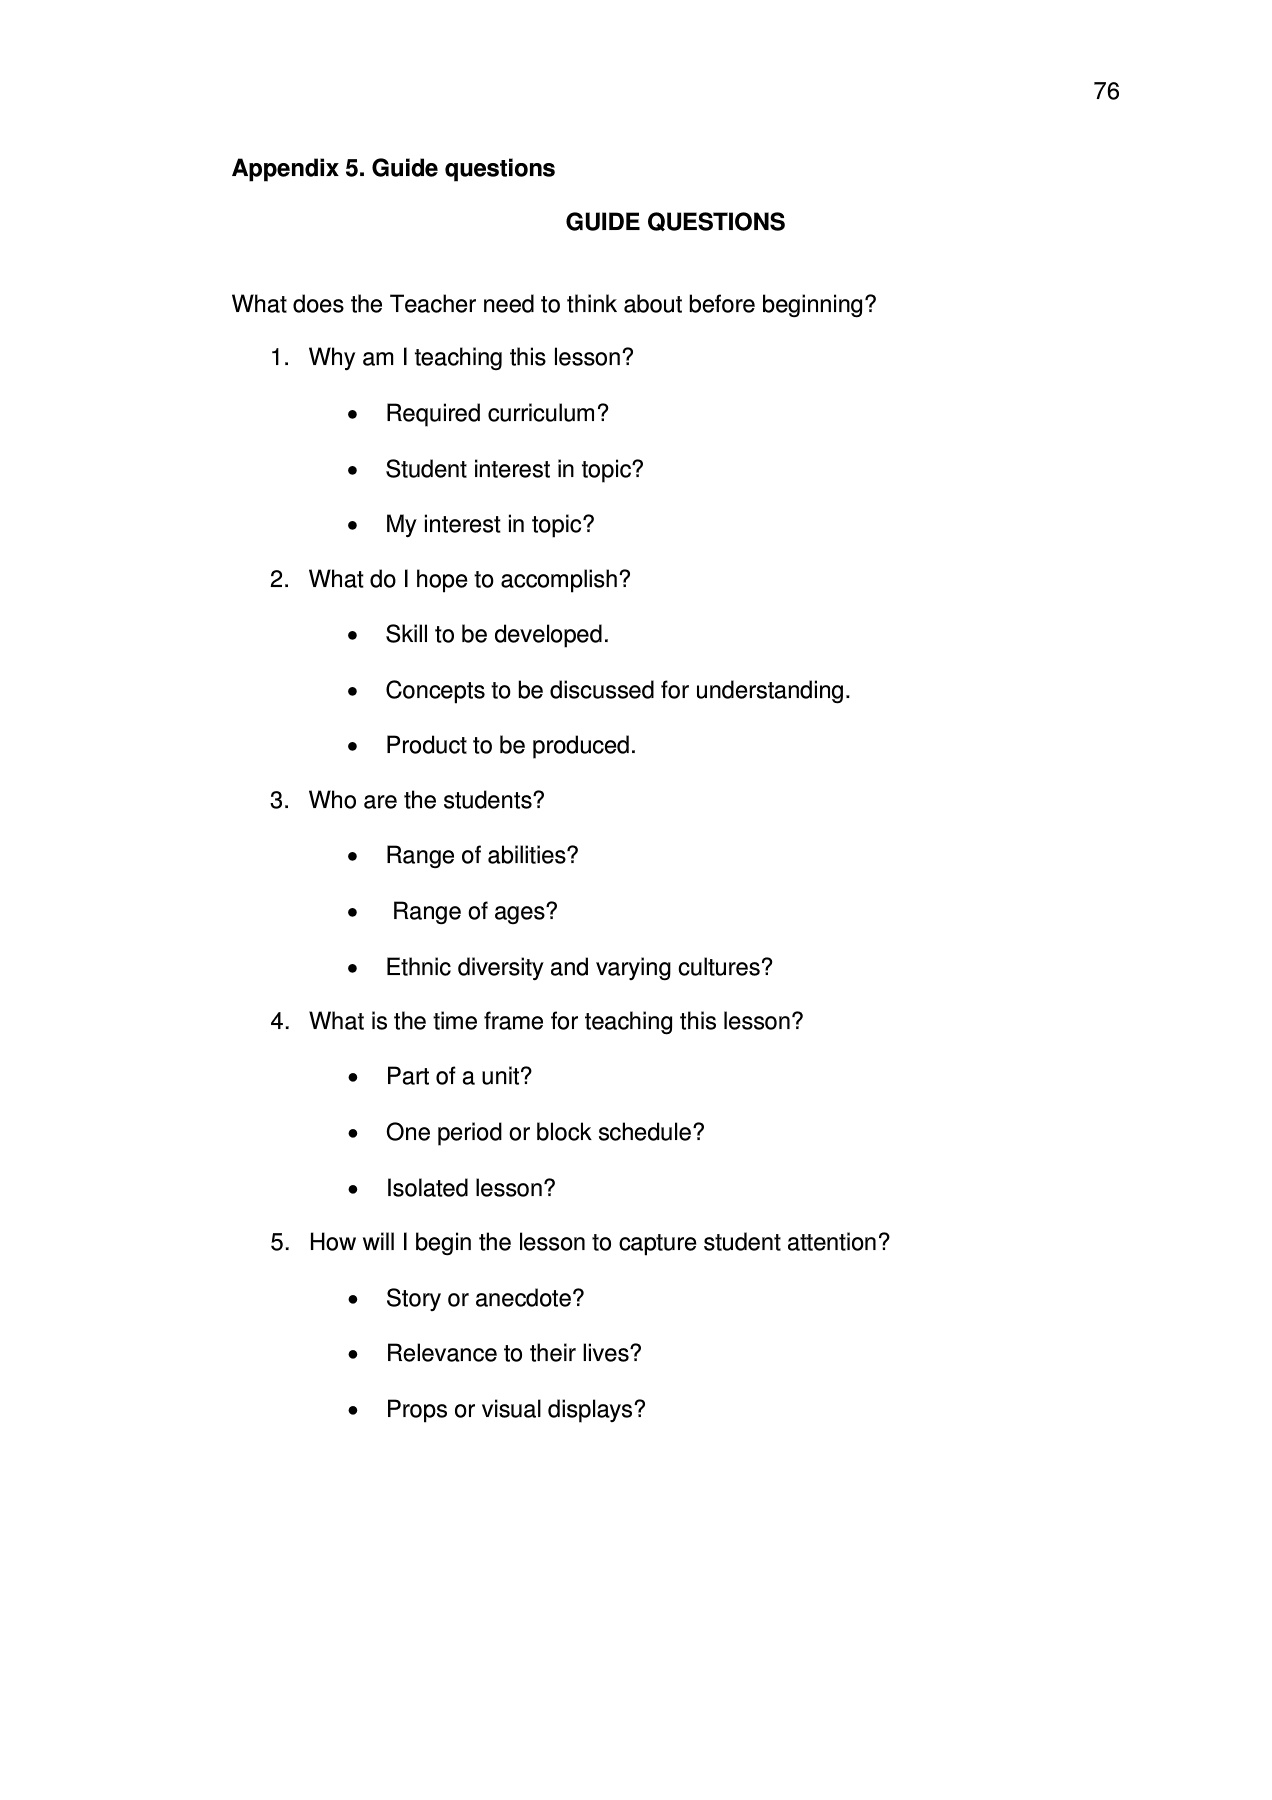 76
Appendix 5. Guide questions
GUIDE QUESTIONS
What does the Teacher need to think about before beginning?
1. Why am I teaching this lesson?
• Required curriculum?
• Student interest in topic?
• My interest in topic?
2. What do I hope to accomplish?
• Skill to be developed.
• Concepts to be discussed for understanding.
• Product to be produced.
3. Who are the students?
• Range of abilities?
• Range of ages?
• Ethnic diversity and varying cultures?
4. What is the time frame for teaching this lesson?
• Part of a unit?
• One period or block schedule?
• Isolated lesson?
5. How will I begin the lesson to capture student attention?
• Story or anecdote?
• Relevance to their lives?
• Props or visual displays?